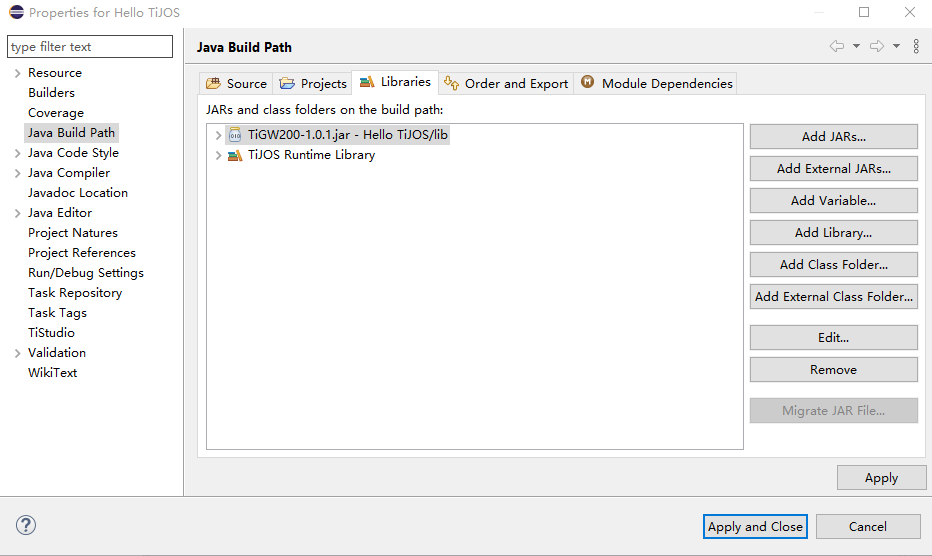 Properties for Hello TiJOS
type filter text
Resource
Builders
Coverage
Java Build Path
Java Code Style
Java Compiler
Javadoc Location
Java Editor
Project Natures
Project References
Run/Debug Settings
Task Repository
Task Tags
TiStudio
Validation
WikiText
Java Build Path
Source
Projects
Libraries
Order and Export
Module Dependencies
JARs and class folders on the build path:
TiGW200-1.0.1.jar - Hello TiJOS/lib
TiJOS Runtime Library
Add JARs...
Add External JARs...
Add Variable...
Add Library...
Add Class Folder...
Add External Class Folder...
Edit...
Remove
Migrate JAR File...
Apply
Apply and Close
Cancel